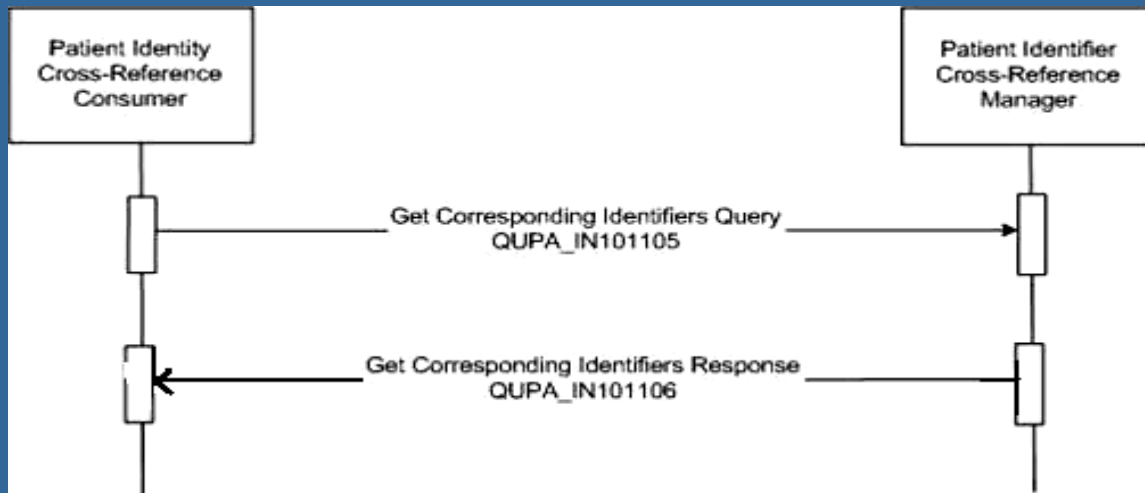 Patient Identity
Cross-Reference
Consumer
Patient Identifier
Cross-Reference
Manager
Get Corresponding Identifiers Query
QUPA_IN101105
Get Corresponding Identifiers Response
QUPA_IN101106